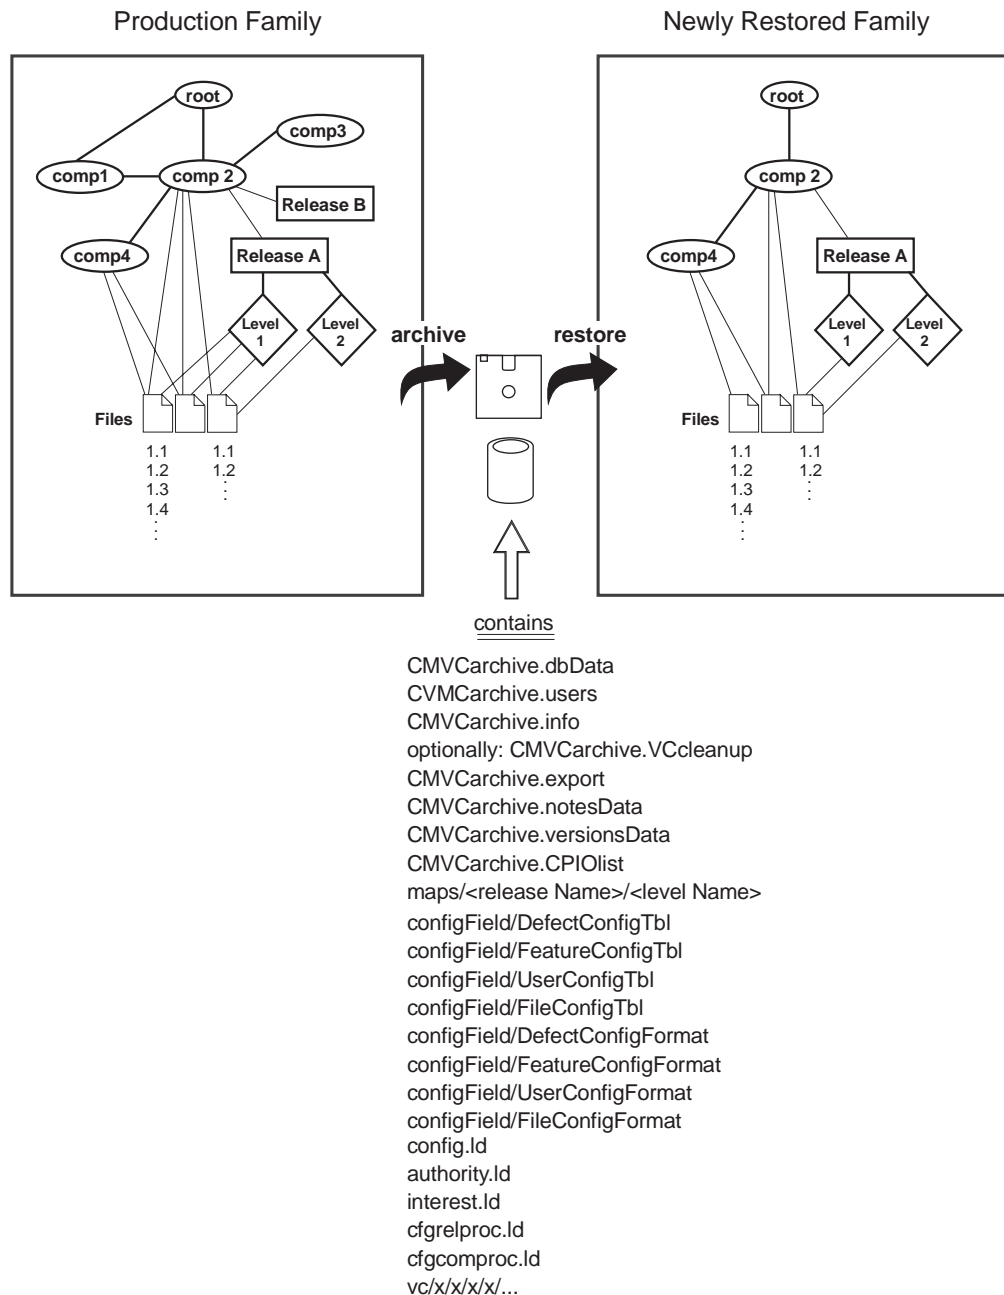 Production Family
Newly Restored Family
root
comp3
comp1
comp 2
Release B
comp4
Release A
Level
1
Level
2
Files
1.1
1.2
1.3
1.4
1.1
1.2
archive
restore
root
comp 2
comp4
Release A
Level
1
Level
2
Files
1.1
1.2
1.3
1.4
1.1
1.2
contains
CMVCarchive.dbData
CVMCarchive.users
CMVCarchive.info
optionally: CMVCarchive.VCcleanup
CMVCarchive.export
CMVCarchive.notesData
CMVCarchive.versionsData
CMVCarchive.CPIOlist
maps/<release Name>/<level Name>
configField/DefectConfigTbl
configField/FeatureConfigTbl
configField/UserConfigTbl
configField/FileConfigTbl
configField/DefectConfigFormat
configField/FeatureConfigFormat
configField/UserConfigFormat
configField/FileConfigFormat
config.ld
authority.ld
interest.ld
cfgrelproc.ld
cfgcomproc.ld
vc/x/x/x/x/...